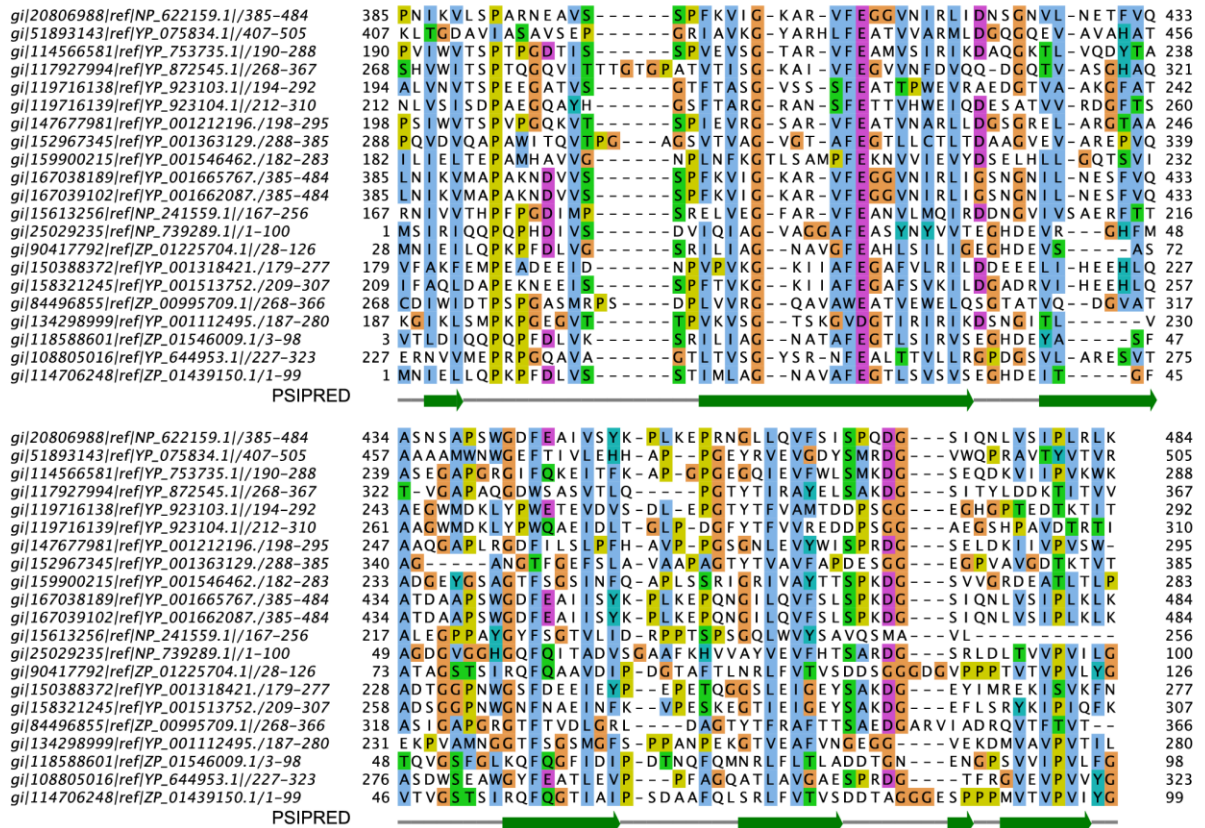 gi|20806988|ref|NP_622159.1|/385-484 385 PNIKVLSPARNEAVS-------SPFKVIG-KAR-VFEGGVNIRLIDNSGNVL-NETFVQ 433
gi|51893143|ref|YP_075834.1|/407-505 407 KLTGDAVIASAVSEP-------GRIAVKG-YARHLFEATVSARMLDGQGQEV-AVAHAT 456
gi|114566581|ref|YP_753735.1|/190-288 190 PVIWVTSPTPGDTIS-------SPVEVSG-TARVFEAMVSIRIVDAQGKTL-VQDYTA 238
gi|117927994|ref|YP_872545.1|/268-367 268 SHVWITSPTQGQVITTTGTGPATVTISG-KAI-VFEGVVNFDVQQ-DGQTV-ASGHAQ 321
gi|119716138|ref|YP_923103.1|/194-292 194 ALVNVTSPEEGATVS-------GTFTASG-VSS-SFEATTPWEVRAEDGTVA-AKGFAT 242
gi|119716139|ref|YP_923104.1|/212-310 212 NLVSISDPAEGQAYH-------GSFTARG-RAN-SFETTVHWEIQDESATVV-RDGFTS 260
gi|147677981|ref|YP_001212196./198-295 198 PSIWVTSPVPGQKVT-------SPIEVRG-SARVFEATVNARLLDGSGREL-ARGTAA 246
gi|152967345|ref|YP_001363129./288-385 288 PQVDVQAPAWITQVTPG---AGSVTVAG-VGT-AFEGTLLCTLTDAAGVEV-AREPVQ 339
gi|159900215|ref|YP_001546462./182-283 182 ILIELTEPAMHAVVG-------NPLNFKGTLSAMPFEKNVVIEVYDSELHLL-GQTSVI 232
gi|167038189|ref|YP_001665767./385-484 385 LNIKVMAPAKNDVVS-------SPFKVIG-KAR-VFEGGVNIRLIGSNGNIL-NESFVQ 433
gi|167039102|ref|YP_001662087./385-484 385 LNIKVMAPAKNDVVS-------SPFKVIG-KAR-VFEGGVNIRLIGSNGNIL-NESFVQ 433
gi|15613256|ref|NP_241559.1|/167-256 167 RNIVVTHPFPGDIMP-------SRELVEG-FAR-VFEANVLMQIRDDNGVIVSAERFTT 216
gi|25029235|ref|NP_739289.1|/1-100 1 MSIRIQQPQPHDIVS-------DVIQIAG-VAGGAFEASYNYVVTEGHDEVR---GHFM 48
gi|90417792|ref|ZP_01225704.1|/28-126 28 MNIELLQPKPFDLVG-------SRILIAG-NAVGFEAHLSIRIGEGHDEVS-----AS 72
gi|150388372|ref|YP_001318421./179-277 179 VFAKFEMPEADEEID-------NPVPVKG-KIIAFEGAFVLRILDDEEELI-HEEHLQ 227
gi|158321245|ref|YP_001513752./209-307 209 IFAQLDAPEKNEEIS-------SPFTVKG-KIIAFEGAFSVKILDGADRVI-HEEHLQ 257
gi|84496855|ref|ZP_00995709.1|/268-366 268 CDIWIDTPSPGASMRPS-----DPLVVRG-QAVAWEATVEWELQSGTATVQ--DGVAT 317
gi|134298999|ref|YP_001112495./187-280 187 KGIKLSMPKPGEGVT-------TPVKVSG-TSKGVDGTIRIRIKDSNGITL------V 230
gi|118588601|ref|ZP_01546009./3-98 3 VTLDIQQPQPFDLVK-------SRILIAG-NATAFEGTLSIRVSEGHDEYA-----SF 47
gi|108805016|ref|YP_644953.1|/227-323 227 ERNVVMEPRPGQAVA-------GTLTVSG-YSR-NFEALTTVLLRGPDGSVLARESVT 275
gi|114706248|ref|ZP_01439150.1/1-99 1 MNIELLQPKPFDLVS-------STIMLAG-NAVAFEGTLSVSVSEGHDEIT-----GF 45
PSIPRED
gi|20806988|ref|NP_622159.1|/385-484 434 ASNSAPSWGDFEAIVSYK-PLKEPRNGLLQVFSISPQDG---SIQNLVSIPLRLK 484
gi|51893143|ref|YP_075834.1|/407-505 457 AAAAMWNWGEFTIVLEHH-APGEYRVEVGDYSMRDG---VWQPRAVTYVTVR 505
gi|114566581|ref|YP_753735.1|/190-288 239 ASEGAPGRGIFQKEITFK-AP-GPGEGQIEVFWLSMRDG---SEQDKVIIPVKWK 288
gi|117927994|ref|YP_872545.1|/268-367 322 T-VGAPAQGDWSASVTLQ-----PGTYTIRAYELSAKDG---SITYLDDKTITVV 367
gi|119716138|ref|YP_923103.1|/194-292 243 AEGWMDKLYPWETEVDVS-DL-EPGTYTFVAMTDDPSGG---EGHGPTEDTKTIT 292
gi|119716139|ref|YP_923104.1|/212-310 261 AAGWMDKLPWQAEIDLT-GLP-DGFYTFVVREDDPSGG---AEGSHPAVDTRTI 310
gi|147677981|ref|YP_001212196./198-295 247 AAQGAPLRGDFILSLPFH-AVP-PGSGNLEVYWISPRDG---SELDKIIVPVSW- 295
gi|152967345|ref|YP_001363129./288-385 340 AG-----ANGTFGEFSLA-VAAPAGTYTVAVFAPDESGG---EGPVAVGDTKTVT 385
gi|159900215|ref|YP_001546462./182-283 233 ADGEYGSAGTFSGSINFQ-APLSSRIGRIVAYTTSPKDG---SVVGRDEATLTLP 283
gi|167038189|ref|YP_001665767./385-484 434 ATDAAPSWGDFEAIISYK-PLKEPQNGILQVFSLSPKDG---SIQNLVSIPLKLK 484
gi|167039102|ref|YP_001662087./385-484 434 ATDAAPSWGDFEAIIVSYK-PLKEPQNGILQVFSLSPKDG---SIQNLVSIPLKLK 484
gi|15613256|ref|NP_241559.1|/167-256 217 ALEGPPAYGYFSGTVLID-RPPTSPSGQLWVYSAVQSMA---VL---------- 256
gi|25029235|ref|NP_739289.1|/1-100 49 AGDGVGGHGQFQITADVSGAAFKHVVAYVEVFHTSARDG---SRLDLTVVPVILG 100
gi|90417792|ref|ZP_01225704.1|/28-126 73 ATAGSTSIRQFQAAVDIP-DGTAFTLNRLFVTVSDDSGGGDGVPPPTVTVPVLYG 126
gi|150388372|ref|YP_001318421./179-277 228 ADTGGPNWGSFDEEIEYP--EPETQGGSLEIGEYSAKDG---EYIMREKISVKFN 277
gi|158321245|ref|YP_001513752./209-307 258 ADSGGPNWGNFNAEINFK--VPESKEGTIEIGEYSAKDG---EFLSRYKIPIQFK 307
gi|84496855|ref|ZP_00995709.1|/268-366 318 ASIGAPGRGTFTVDLGRL----DAGTYTFRAFTTSAEDGARVIADRQVTFTVT-- 366
gi|134298999|ref|YP_001112495./187-280 231 EKPVAMNGGTFSGSMGFS-PPANPEKGTVEAFVNGEGG----VEKDMVAVPVTIL 280
gi|118588601|ref|ZP_01546009./3-98 48 TQVGSFGLKQFQGFIDIP-DTNQFQMNRLFLTLADDTGN---ENGPSVVIPVLFG 98
gi|108805016|ref|YP_644953.1|/227-323 276 ASDWSEAWGYFEATLEVP----PFAGQATLAVGAESPRDG---TFRGVEVPVVYG 323
gi|114706248|ref|ZP_01439150.1/1-99 46 VTVGSTSIRQFQGTIAIP-SDAAFQLSRLFVTVSDDTAGGGESPPPMVTVPVIYG 99
PSIPRED